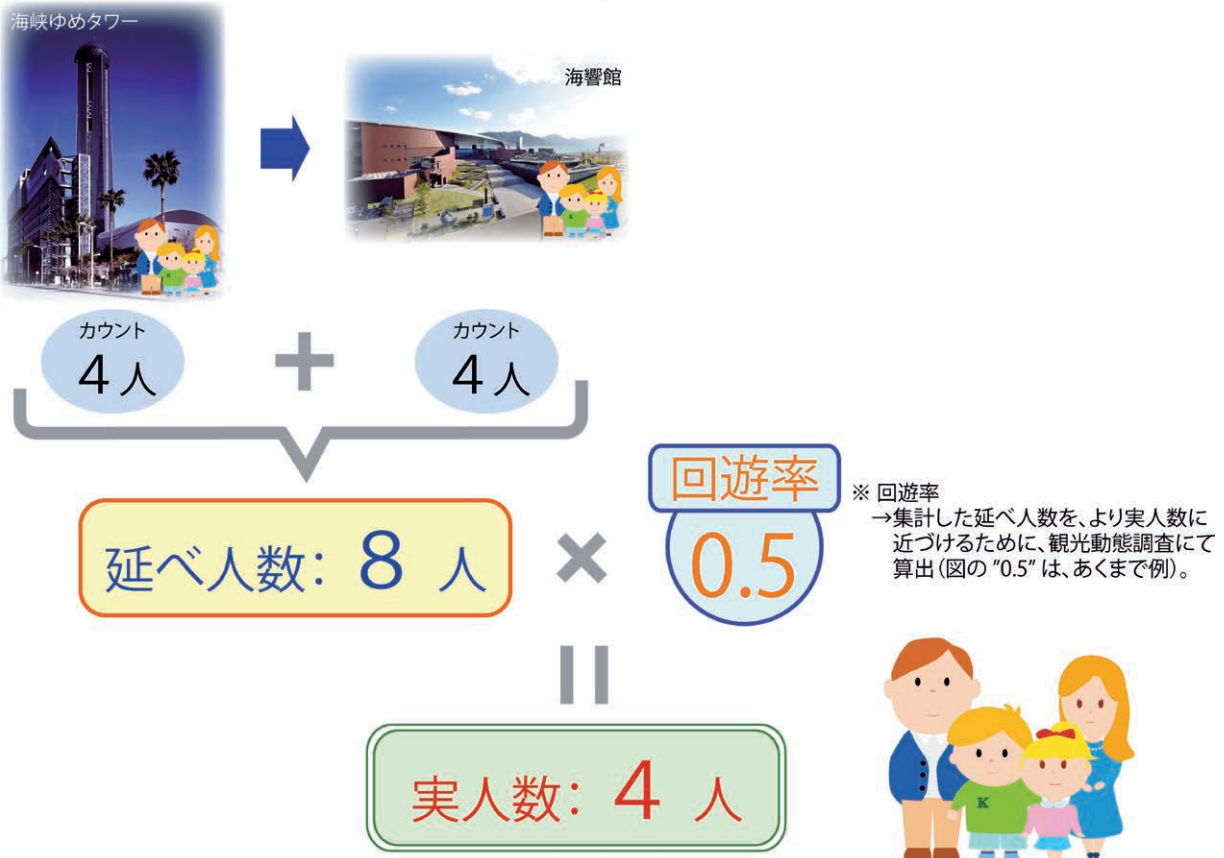 海峡ゆめタワー
海響館
カウント
4人
＋
カウント
4人
延べ人数：8人
×
回遊率
0.5
※ 回遊率
→集計した延べ人数を、より実人数に
近づけるために、観光動態調査にて
算出（図の"0.5"は、あくまで例）。
＝
実人数：4人
K
K